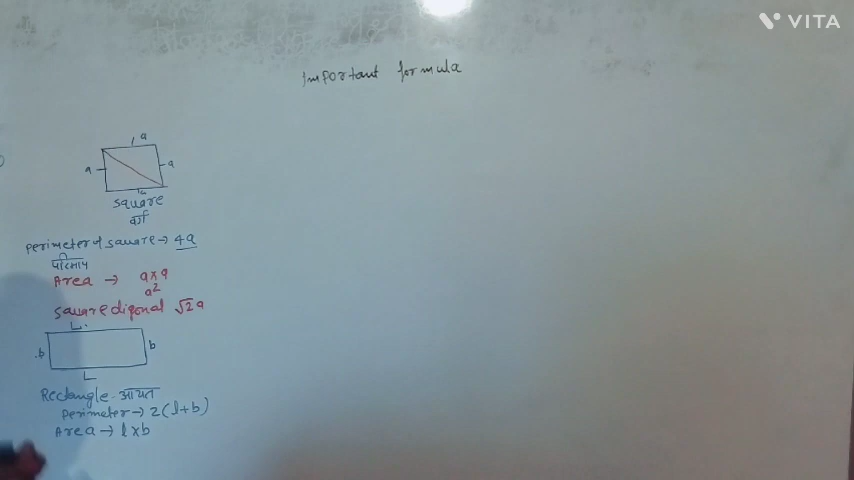 VITA
Important formula
a
a a
a
square
वर्ग
Perimeter of square → 4a
परिमाप
Area → a x a
a²
square digonal √2 a
L
b b
L
Rectangle - आयत
Perimeter → 2(l+b)
Area → l x b